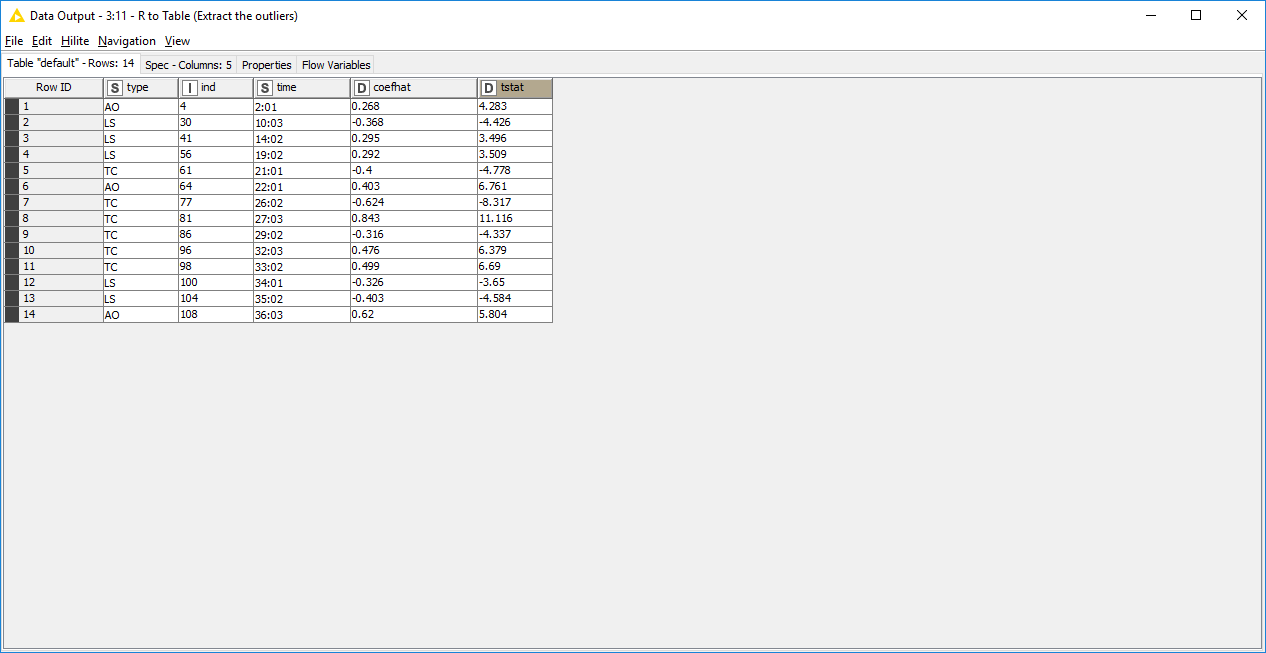 Data Output - 3:11 - R to Table (Extract the outliers)
File Edit Hilite Navigation View
Table "default" - Rows: 14 Spec - Columns: 5 Properties Flow Variables
Row ID S type I ind S time D coefhat D tstat
1 AO 4 2:01 0.268 4.283
2 LS 30 10:03 -0.368 -4.426
3 LS 41 14:02 0.295 3.496
4 LS 56 19:02 0.292 3.509
5 TC 61 21:01 -0.4 -4.778
6 AO 64 22:01 0.403 6.761
7 TC 77 26:02 -0.624 -8.317
8 TC 81 27:03 0.843 11.116
9 TC 86 29:02 -0.316 -4.337
10 TC 96 32:03 0.476 6.379
11 TC 98 33:02 0.499 6.69
12 LS 100 34:01 -0.326 -3.65
13 LS 104 35:02 -0.403 -4.584
14 AO 108 36:03 0.62 5.804